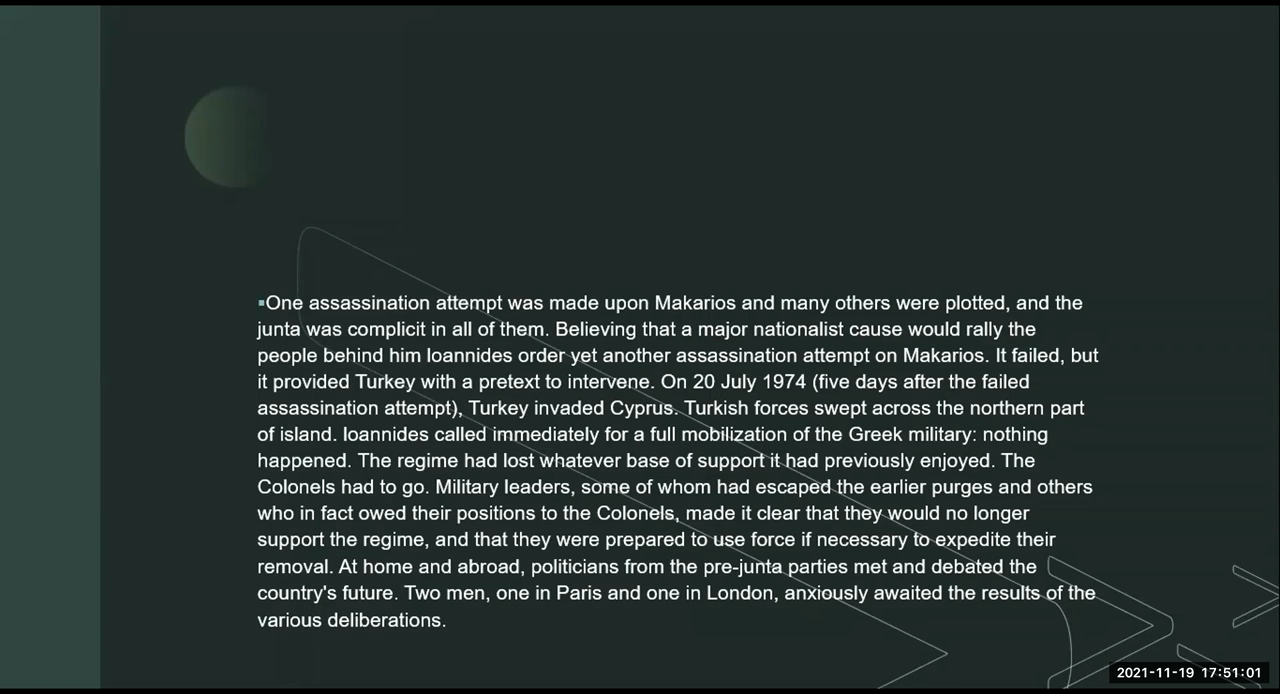 ▪One assassination attempt was made upon Makarios and many others were plotted, and the
junta was complicit in all of them. Believing that a major nationalist cause would rally the
people behind him Ioannides order yet another assassination attempt on Makarios. It failed, but
it provided Turkey with a pretext to intervene. On 20 July 1974 (five days after the failed
assassination attempt), Turkey invaded Cyprus. Turkish forces swept across the northern part
of island. Ioannides called immediately for a full mobilization of the Greek military: nothing
happened. The regime had lost whatever base of support it had previously enjoyed. The
Colonels had to go. Military leaders, some of whom had escaped the earlier purges and others
who in fact owed their positions to the Colonels, made it clear that they would no longer
support the regime, and that they were prepared to use force if necessary to expedite their
removal. At home and abroad, politicians from the pre-junta parties met and debated the
country's future. Two men, one in Paris and one in London, anxiously awaited the results of the
various deliberations.
2021-11-19 17:51:01